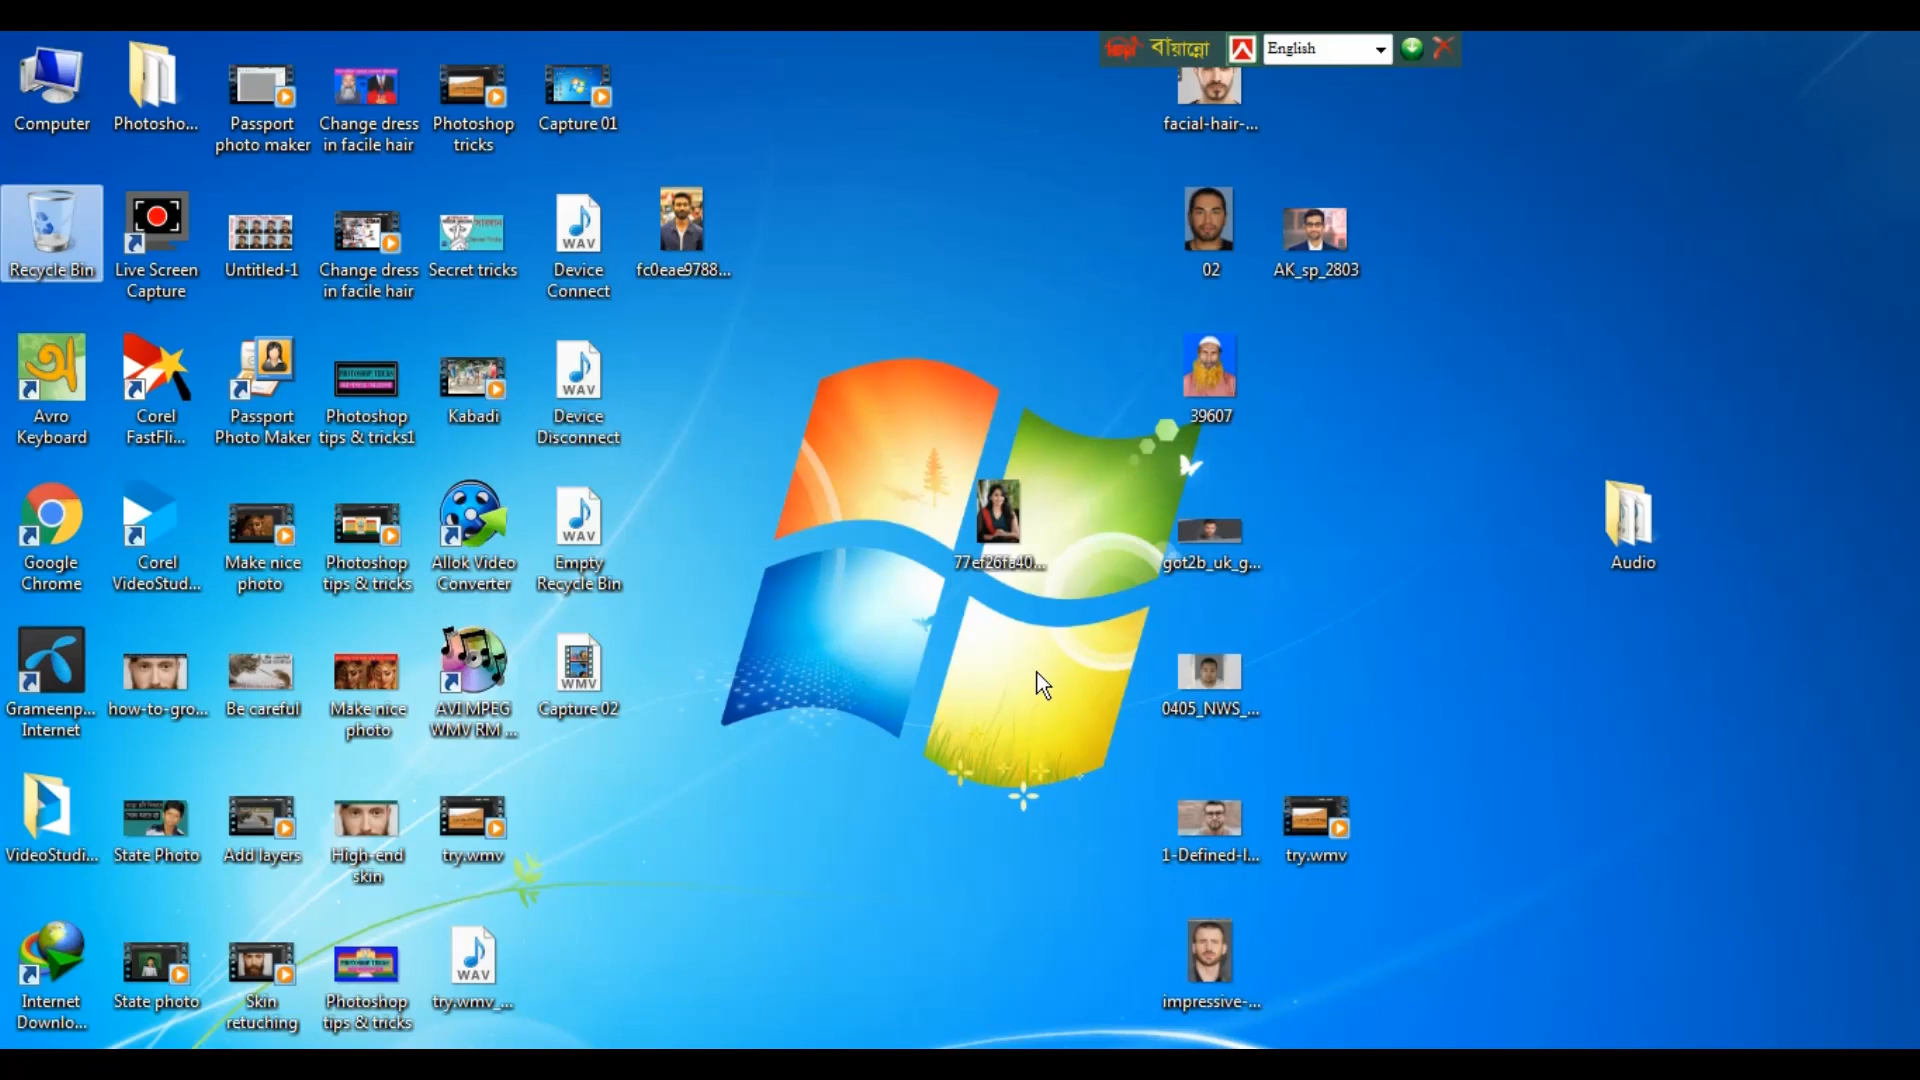 বায়ান্নো
English
Computer
Photosho...
Passport
photo maker
Change dress
in facile hair
Photoshop
tricks
Capture 01
facial-hair-...
Recycle Bin
Live Screen
Capture
Untitled-1
Change dress
in facile hair
Secret tricks
Device
Connect
fc0eae9788...
02
AK_sp_2803
WAV
Avro
Keyboard
Corel
FastFli...
Passport
Photo Maker
Photoshop
tips & tricks1
Kabadi
Device
Disconnect
39607
WAV
Google
Chrome
Corel
VideoStud...
Make nice
photo
Photoshop
tips & tricks
Allok Video
Converter
Empty
Recycle Bin
77ef26fa40...
got2b_uk_g...
Audio
WAV
Grameenp...
Internet
how-to-gro...
Be careful
Make nice
photo
AVI MPEG
WMV RM ...
Capture 02
0405_NWS_...
WMV
VideoStudi...
State Photo
Add layers
High-end
skin
try.wmv
1-Defined-l...
try.wmv
Internet
Downlo...
State photo
Skin
retuching
Photoshop
tips & tricks
try.wmv_...
impressive-...
WAV